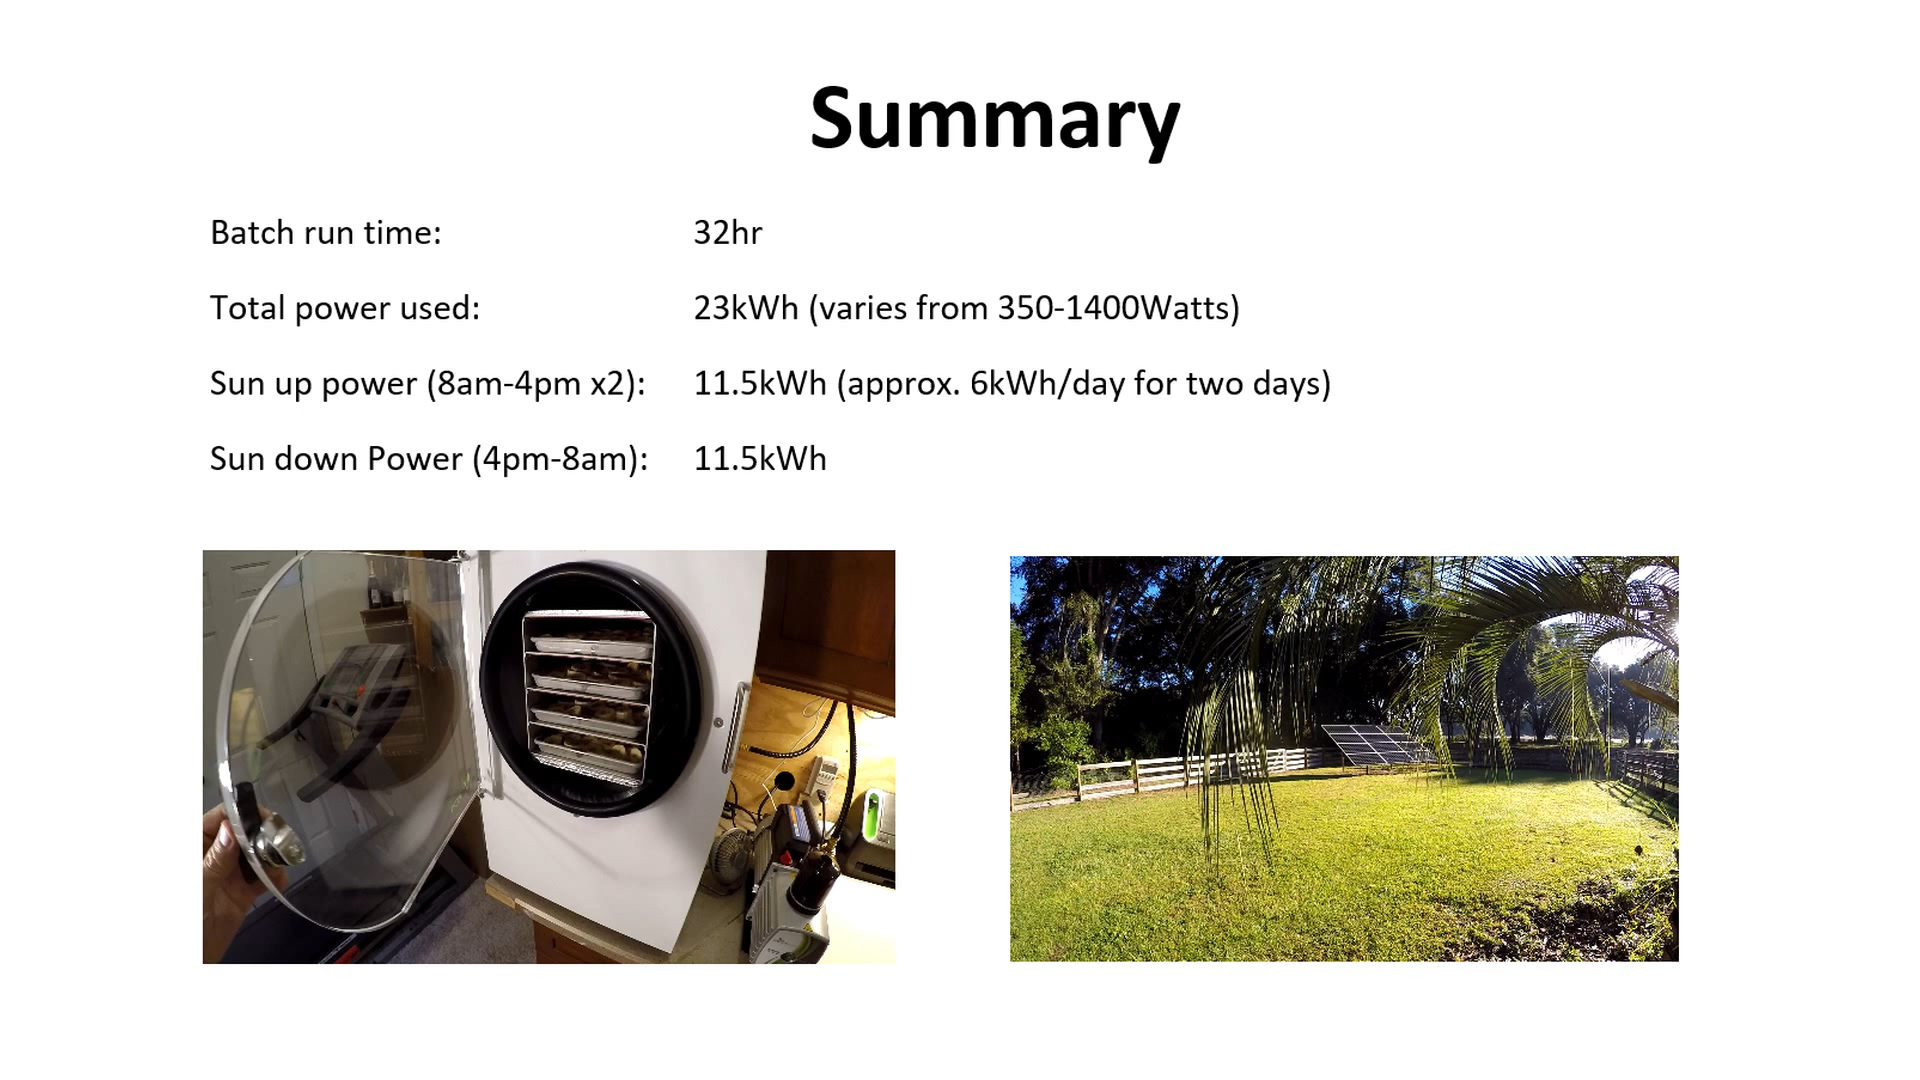 Summary
Batch run time: 32hr
Total power used: 23kWh (varies from 350-1400Watts)
Sun up power (8am-4pm x2): 11.5kWh (approx. 6kWh/day for two days)
Sun down Power (4pm-8am): 11.5kWh